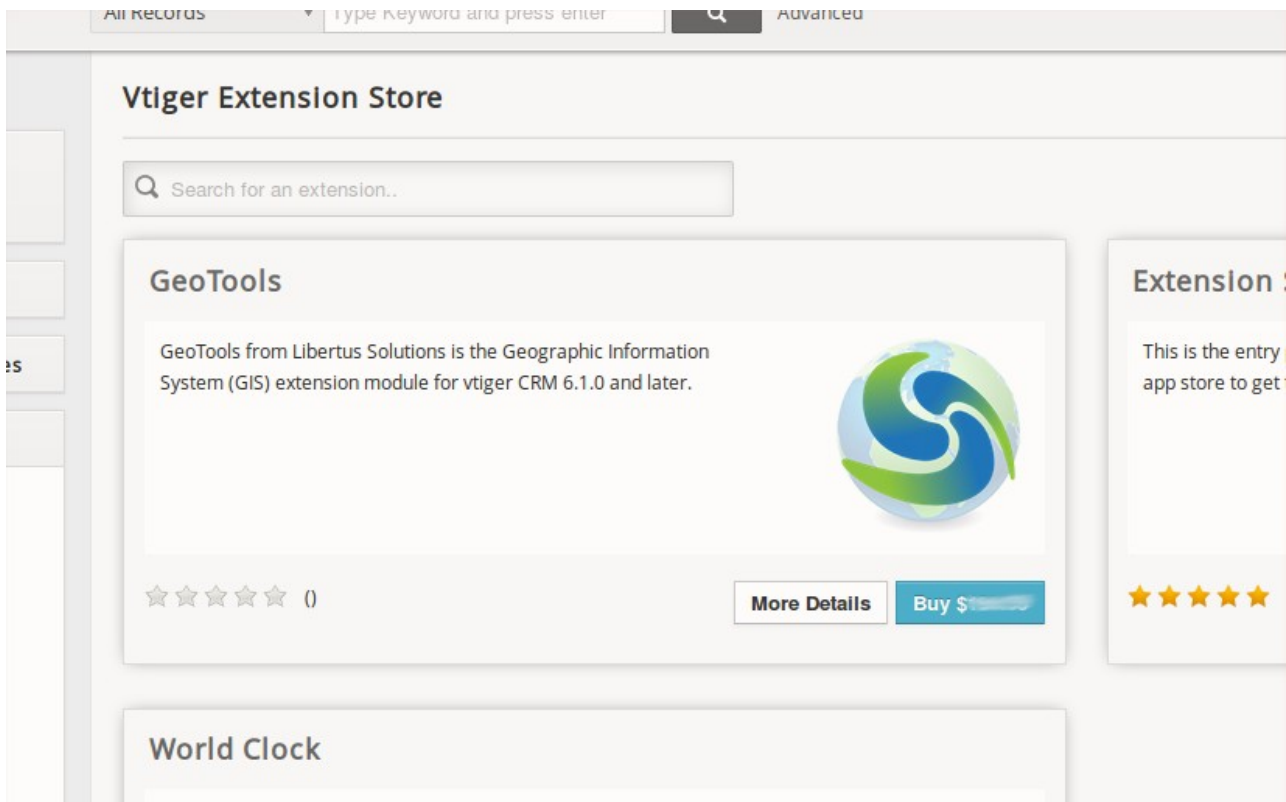 All Records
Type Keyword and press enter
Advanced
Vtiger Extension Store
Search for an extension..
GeoTools
GeoTools from Libertus Solutions is the Geographic Information
System (GIS) extension module for vtiger CRM 6.1.0 and later.
()
More Details
Buy $
Extension
This is the entry
app store to get
es
World Clock